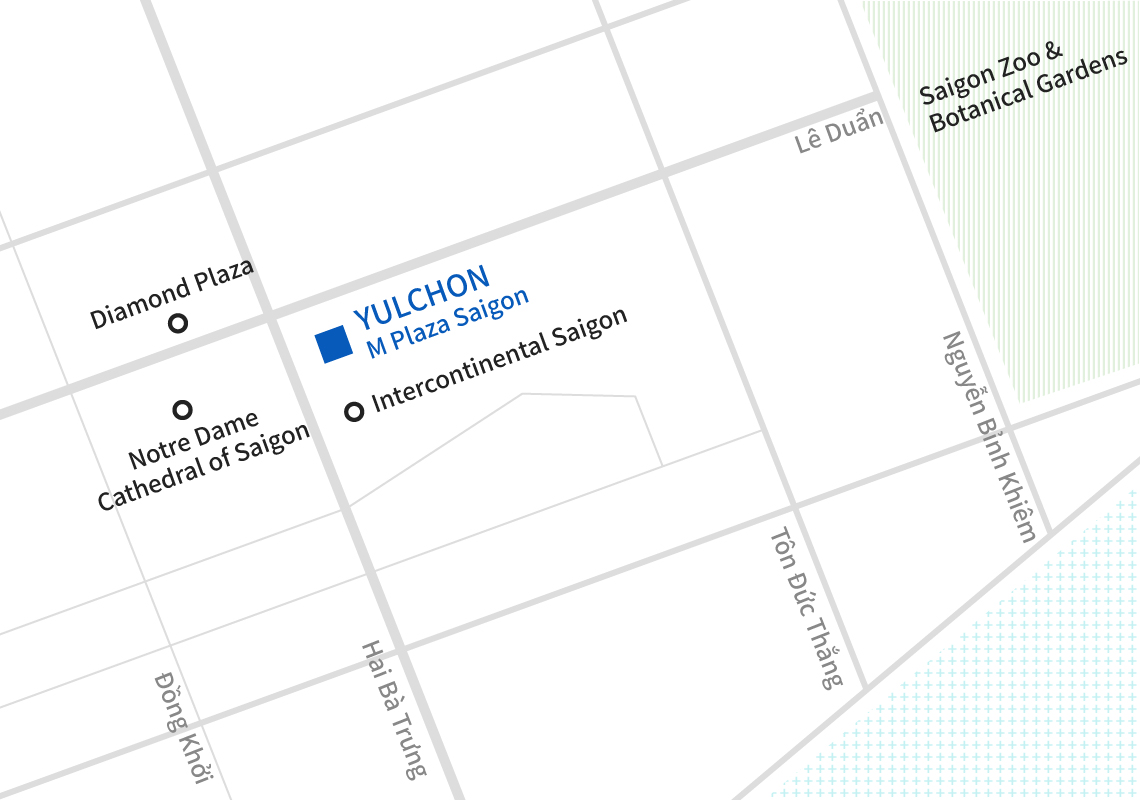 Saigon Zoo &
Botanical Gardens
Lê Duẩn
Diamond Plaza
YULCHON
M Plaza Saigon
Intercontinental Saigon
Notre Dame
Cathedral of Saigon
Nguyễn Bỉnh Khiêm
Tôn Đức Thắng
Hai Bà Trưng
Đồng Khởi